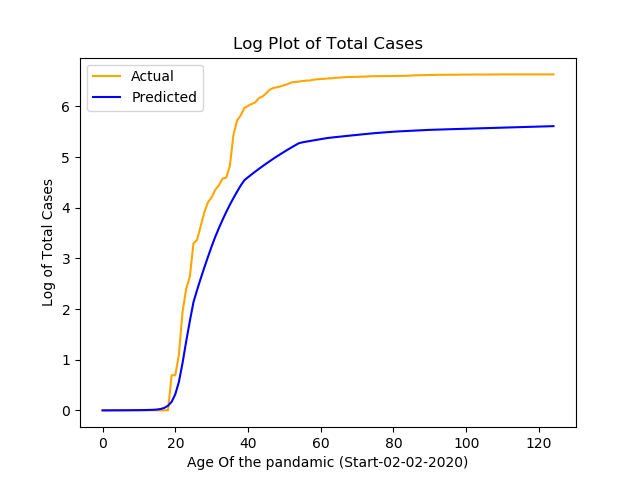 Log Plot of Total Cases
Actual
Predicted
6
5
4
3
2
1
0
Log of Total Cases
0 20 40 60 80 100 120
Age Of the pandamic (Start-02-02-2020)